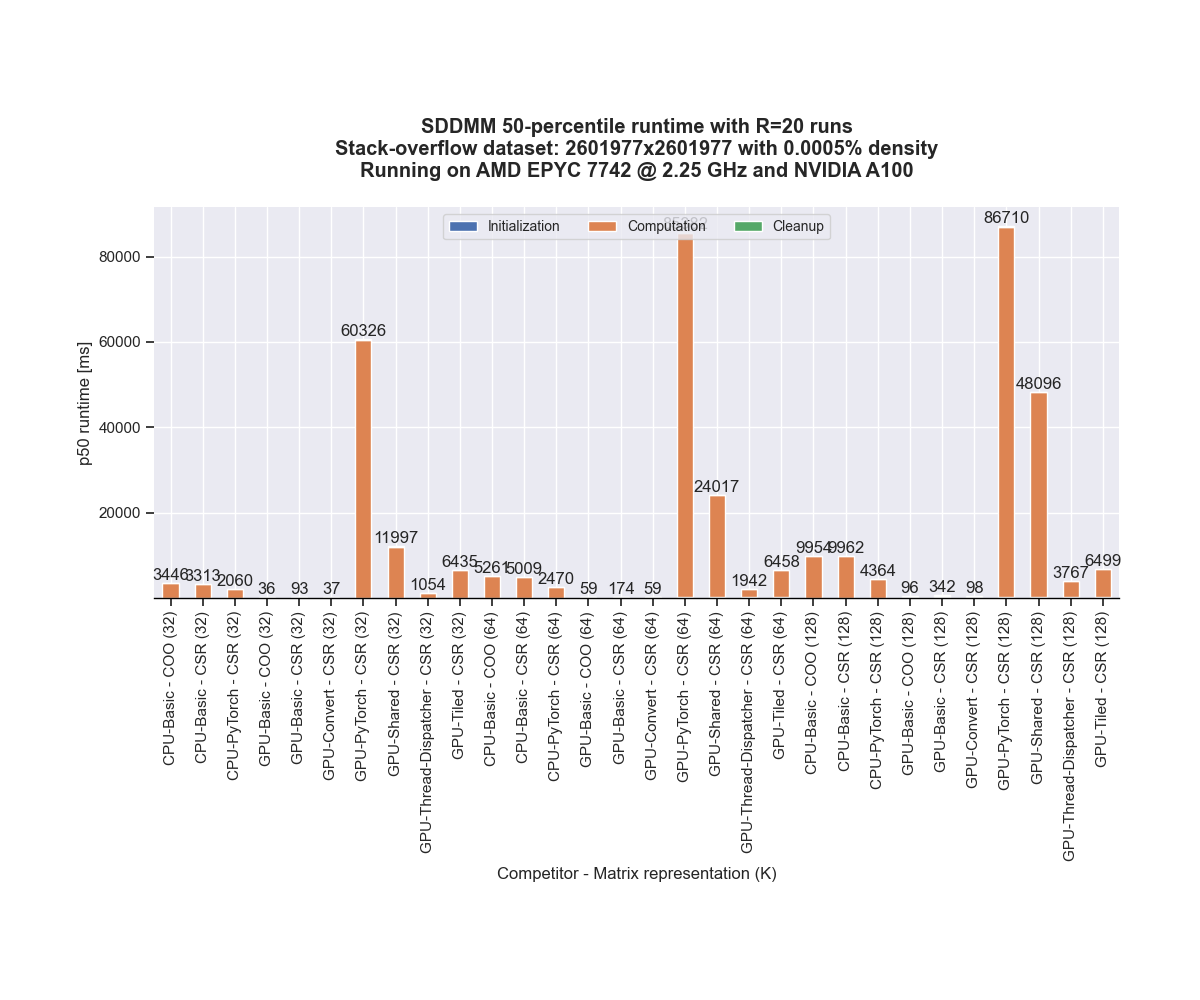 SDDMM 50-percentile runtime with R=20 runs
Stack-overflow dataset: 2601977x2601977 with 0.0005% density
Running on AMD EPYC 7742 @ 2.25 GHz and NVIDIA A100
Initialization
Computation
Cleanup
p50 runtime [ms]
80000
60000
40000
20000
3446
3313
2060
36
93
37
60326
11997
1054
6435
5261
5009
2470
59
174
59
24017
1942
6458
9954
9962
4364
96
342
98
86710
48096
3767
6499
CPU-Basic - COO (32)
CPU-Basic - CSR (32)
CPU-PyTorch - CSR (32)
GPU-Basic - COO (32)
GPU-Basic - CSR (32)
GPU-Convert - CSR (32)
GPU-PyTorch - CSR (32)
GPU-Shared - CSR (32)
GPU-Thread-Dispatcher - CSR (32)
GPU-Tiled - CSR (32)
CPU-Basic - COO (64)
CPU-Basic - CSR (64)
CPU-PyTorch - CSR (64)
GPU-Basic - COO (64)
GPU-Basic - CSR (64)
GPU-Convert - CSR (64)
GPU-PyTorch - CSR (64)
GPU-Shared - CSR (64)
GPU-Thread-Dispatcher - CSR (64)
GPU-Tiled - CSR (64)
CPU-Basic - COO (128)
CPU-Basic - CSR (128)
CPU-PyTorch - CSR (128)
GPU-Basic - COO (128)
GPU-Basic - CSR (128)
GPU-Convert - CSR (128)
GPU-PyTorch - CSR (128)
GPU-Shared - CSR (128)
GPU-Thread-Dispatcher - CSR (128)
GPU-Tiled - CSR (128)
Competitor - Matrix representation (K)